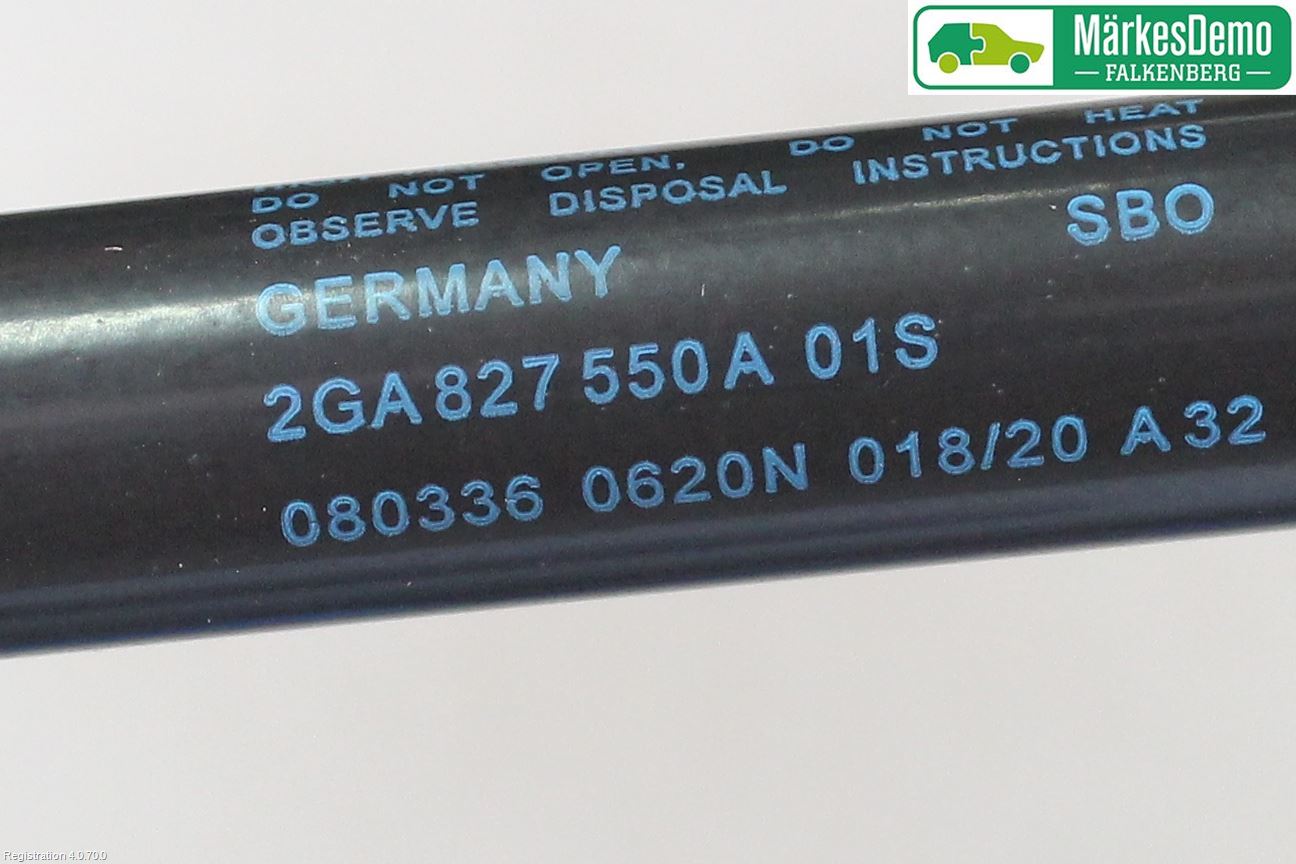 MärkesDemo
FALKENBERG
DO NOT OPEN. DO NOT HEAT
OBSERVE DISPOSAL INSTRUCTIONS
GERMANY SBO
2GA 827 550 A 01S
080336 0620N 018/20 A 32
Registration 4.0.70.0